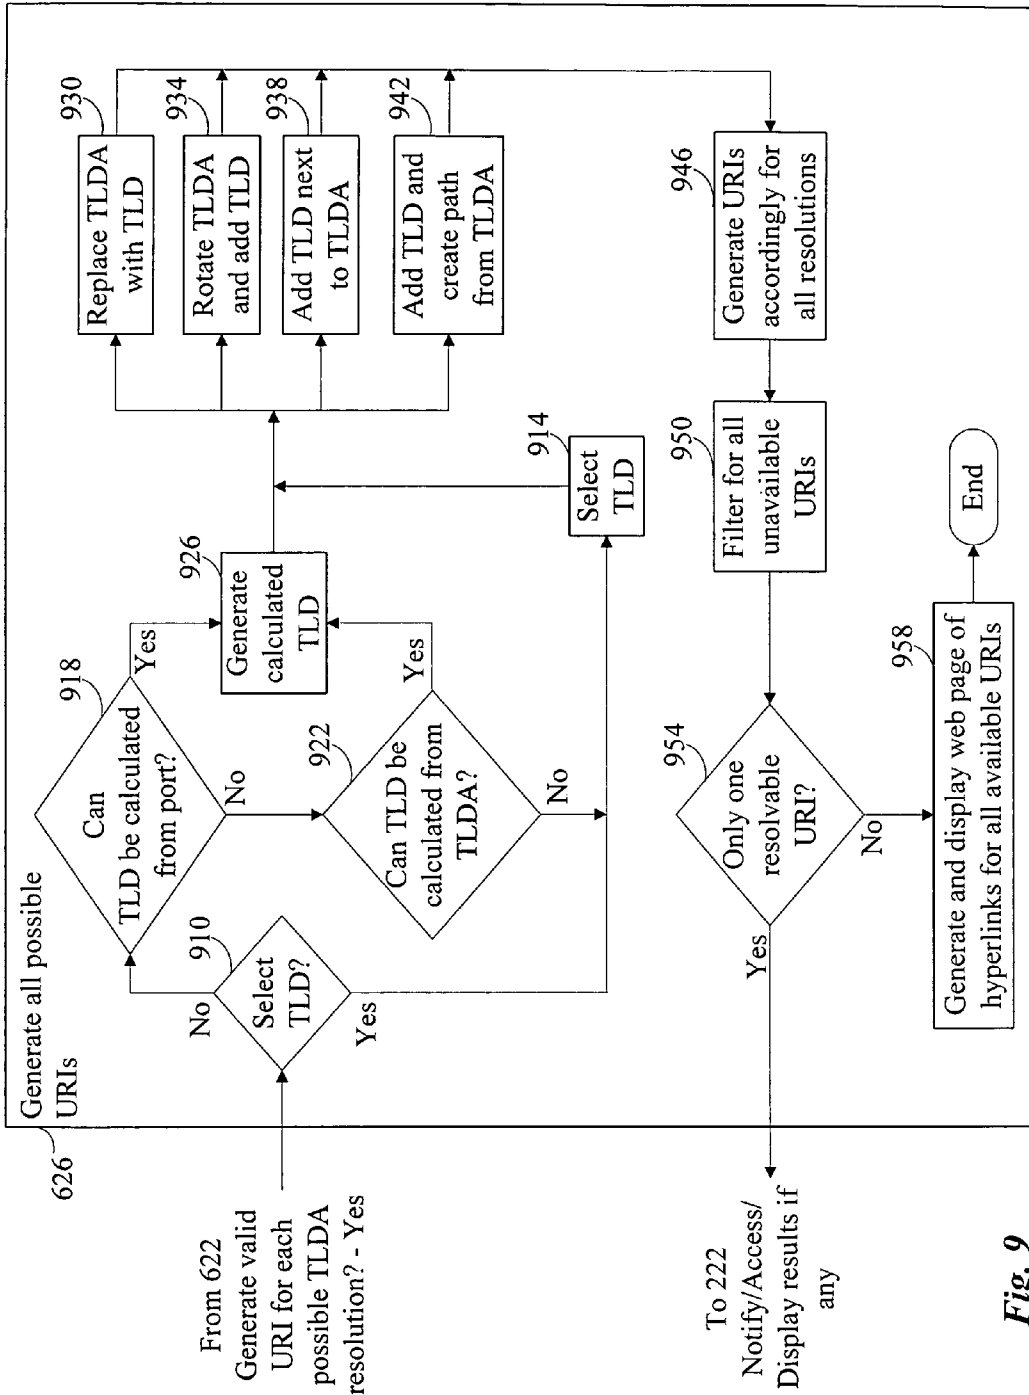 626
Generate all possible
URIs
From 622
Generate valid
URI for each
possible TLDA
resolution? - Yes
910
Select
TLD?
No
Yes
918
Can
TLD be calculated
from port?
Yes
No
922
Can TLD be
calculated from
TLDA?
Yes
No
926
Generate
calculated
TLD
914
Select
TLD
930
Replace TLDA
with TLD
934
Rotate TLDA
and add TLD
938
Add TLD next
to TLDA
942
Add TLD and
create path
from TLDA
946
Generate URIs
accordingly for
all resolutions
950
Filter for all
unavailable
URIs
954
Only one
resolvable
URI?
Yes
No
To 222
Notify/Access/
Display results if
any
958
Generate and display web page of
hyperlinks for all available URIs
End
Fig. 9